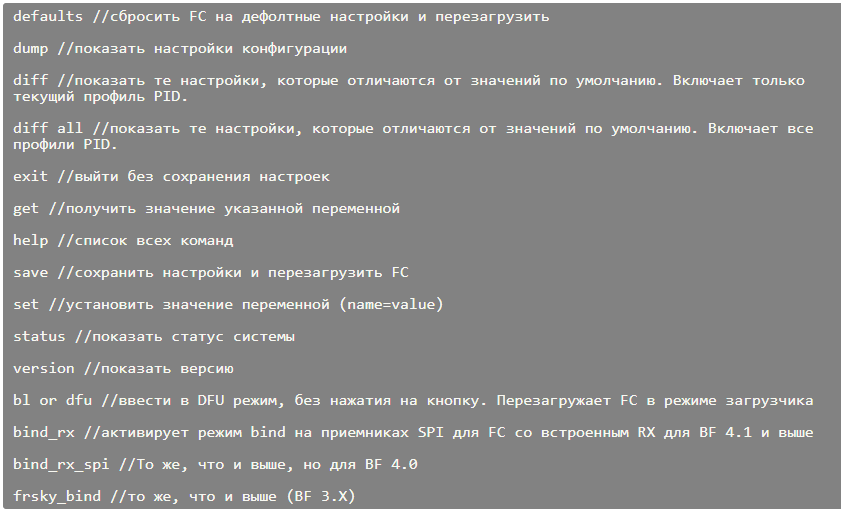 defaults //сбросить FC на дефолтные настройки и перезагрузить
dump //показать настройки конфигурации
diff //показать те настройки, которые отличаются от значений по умолчанию. Включает только
текущий профиль PID.
diff all //показать те настройки, которые отличаются от значений по умолчанию. Включает все
профили PID.
exit //выйти без сохранения настроек
get //получить значение указанной переменной
help //список всех команд
save //сохранить настройки и перезагрузить FC
set //установить значение переменной (name=value)
status //показать статус системы
version //показать версию
bl or dfu //ввести в DFU режим, без нажатия на кнопку. Перезагружает FC в режиме загрузчика
bind_rx //активирует режим bind на приемниках SPI для FC со встроенным RX для BF 4.1 и выше
bind_rx_spi //То же, что и выше, но для BF 4.0
frsky_bind //то же, что и выше (BF 3.X)